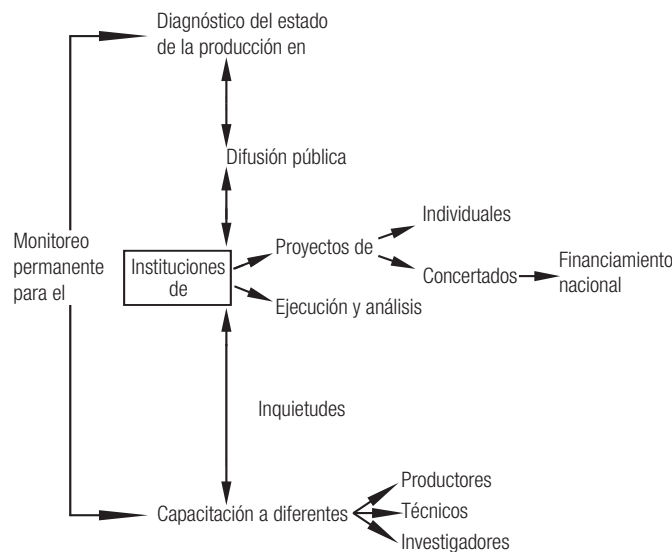 Diagnóstico del estado
de la producción en
Difusión pública
Individuales
Proyectos de
Monitoreo
permanente
para el
Instituciones
de
Concertados
Financiamiento
nacional
Ejecución y análisis
Inquietudes
Productores
Capacitación a diferentes
Técnicos
Investigadores